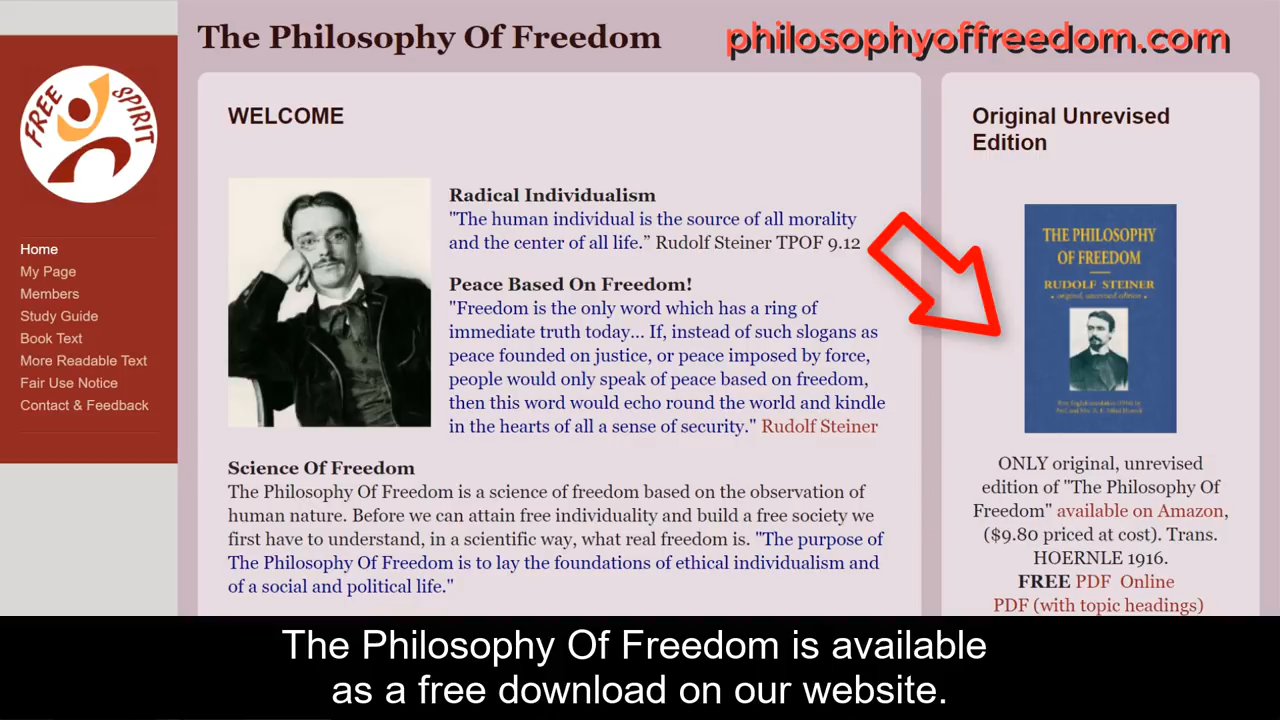 The Philosophy Of Freedom
philosophyoffreedom.com
FREE SPIRIT
Home
My Page
Members
Study Guide
Book Text
More Readable Text
Fair Use Notice
Contact & Feedback
WELCOME
Radical Individualism
"The human individual is the source of all morality
and the center of all life.” Rudolf Steiner TPOF 9.12
Peace Based On Freedom!
"Freedom is the only word which has a ring of
immediate truth today... If, instead of such slogans as
peace founded on justice, or peace imposed by force,
people would only speak of peace based on freedom,
then this word would echo round the world and kindle
in the hearts of all a sense of security." Rudolf Steiner
Science Of Freedom
The Philosophy Of Freedom is a science of freedom based on the observation of
human nature. Before we can attain free individuality and build a free society we
first have to understand, in a scientific way, what real freedom is. "The purpose of
The Philosophy Of Freedom is to lay the foundations of ethical individualism and
of a social and political life."
Original Unrevised
Edition
THE PHILOSOPHY
OF FREEDOM
RUDOLF STEINER
original, unrevised edition
ONLY original, unrevised
edition of "The Philosophy Of
Freedom" available on Amazon,
($9.80 priced at cost). Trans.
HOERNLE 1916.
FREE PDF Online
PDF (with topic headings)
The Philosophy Of Freedom is available
as a free download on our website.